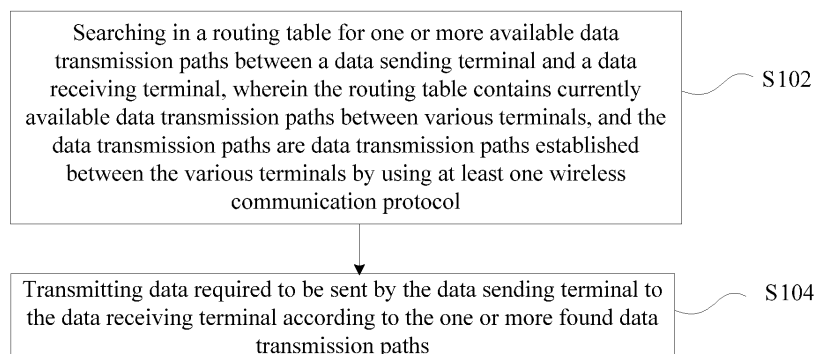 Searching in a routing table for one or more available data
transmission paths between a data sending terminal and a data
receiving terminal, wherein the routing table contains currently
available data transmission paths between various terminals, and the
data transmission paths are data transmission paths established
between the various terminals by using at least one wireless
communication protocol
S102
Transmitting data required to be sent by the data sending terminal to
the data receiving terminal according to the one or more found data
transmission paths
S104